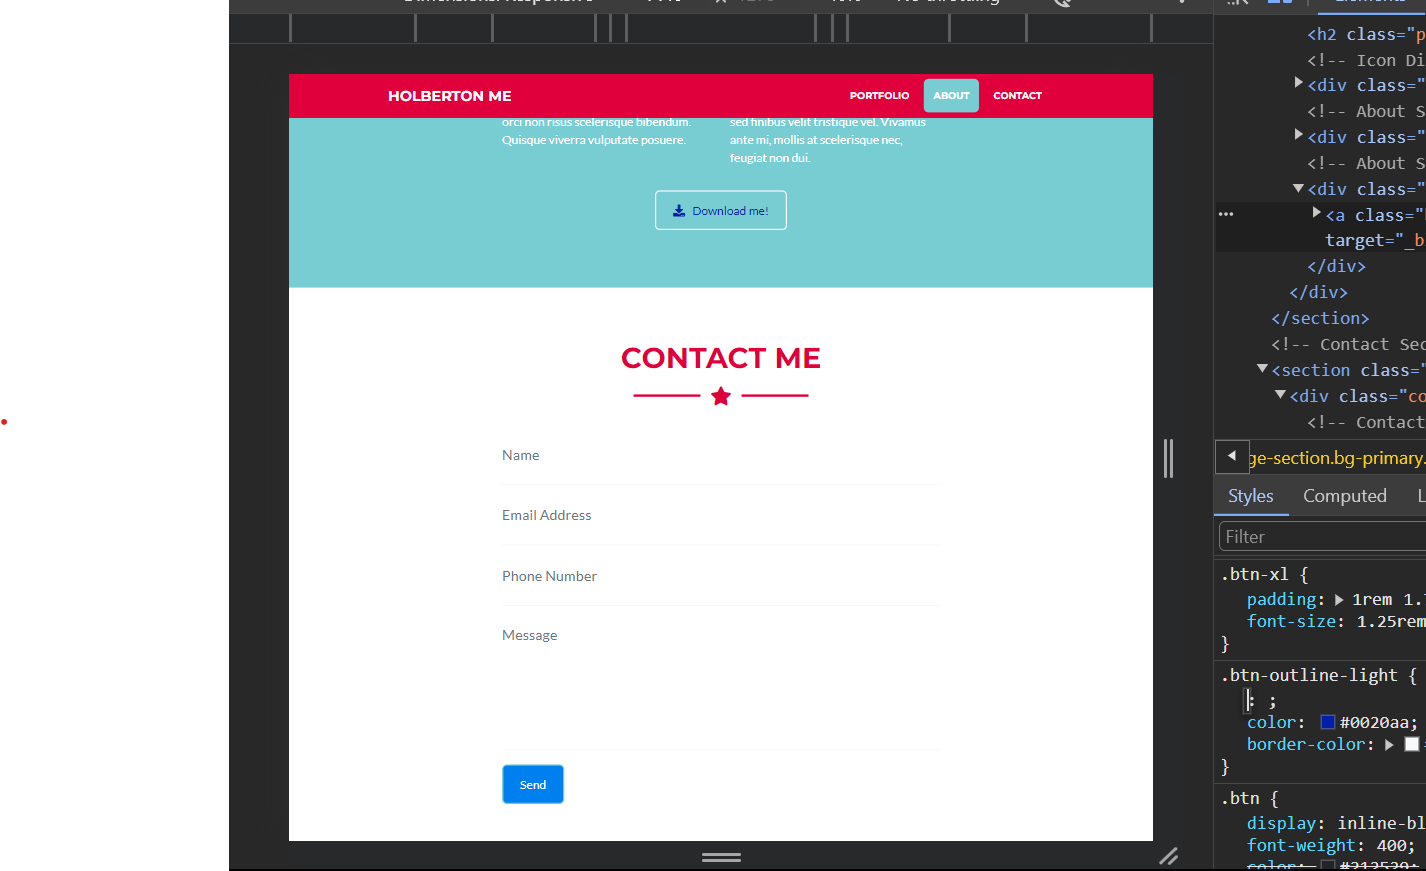 HOLBERTON ME
PORTFOLIO
ABOUT
CONTACT
orci non risus scelerisque bibendum.
Quisque viverra vulputate posuere.
sed finibus velit tristique vel. Vivamus
ante mi, mollis at scelerisque nec,
feugiat non dui.
Download me!
CONTACT ME
Name
Email Address
Phone Number
Message
Send
<h2 class="p
<!-- Icon Di
<div class="
<!-- About S
<div class="
<!-- About S
<div class="
<a class="
target="_b
</div>
</div>
</section>
<!-- Contact Sec
<section class="
<div class="co
<!-- Contact
ge-section.bg-primary.
Styles
Computed
L
Filter
.btn-xl {
padding: 1rem 1.
font-size: 1.25rem
}
.btn-outline-light {
: ;
color: #0020aa;
border-color:
}
.btn {
display: inline-bl
font-weight: 400;
color: #212529;